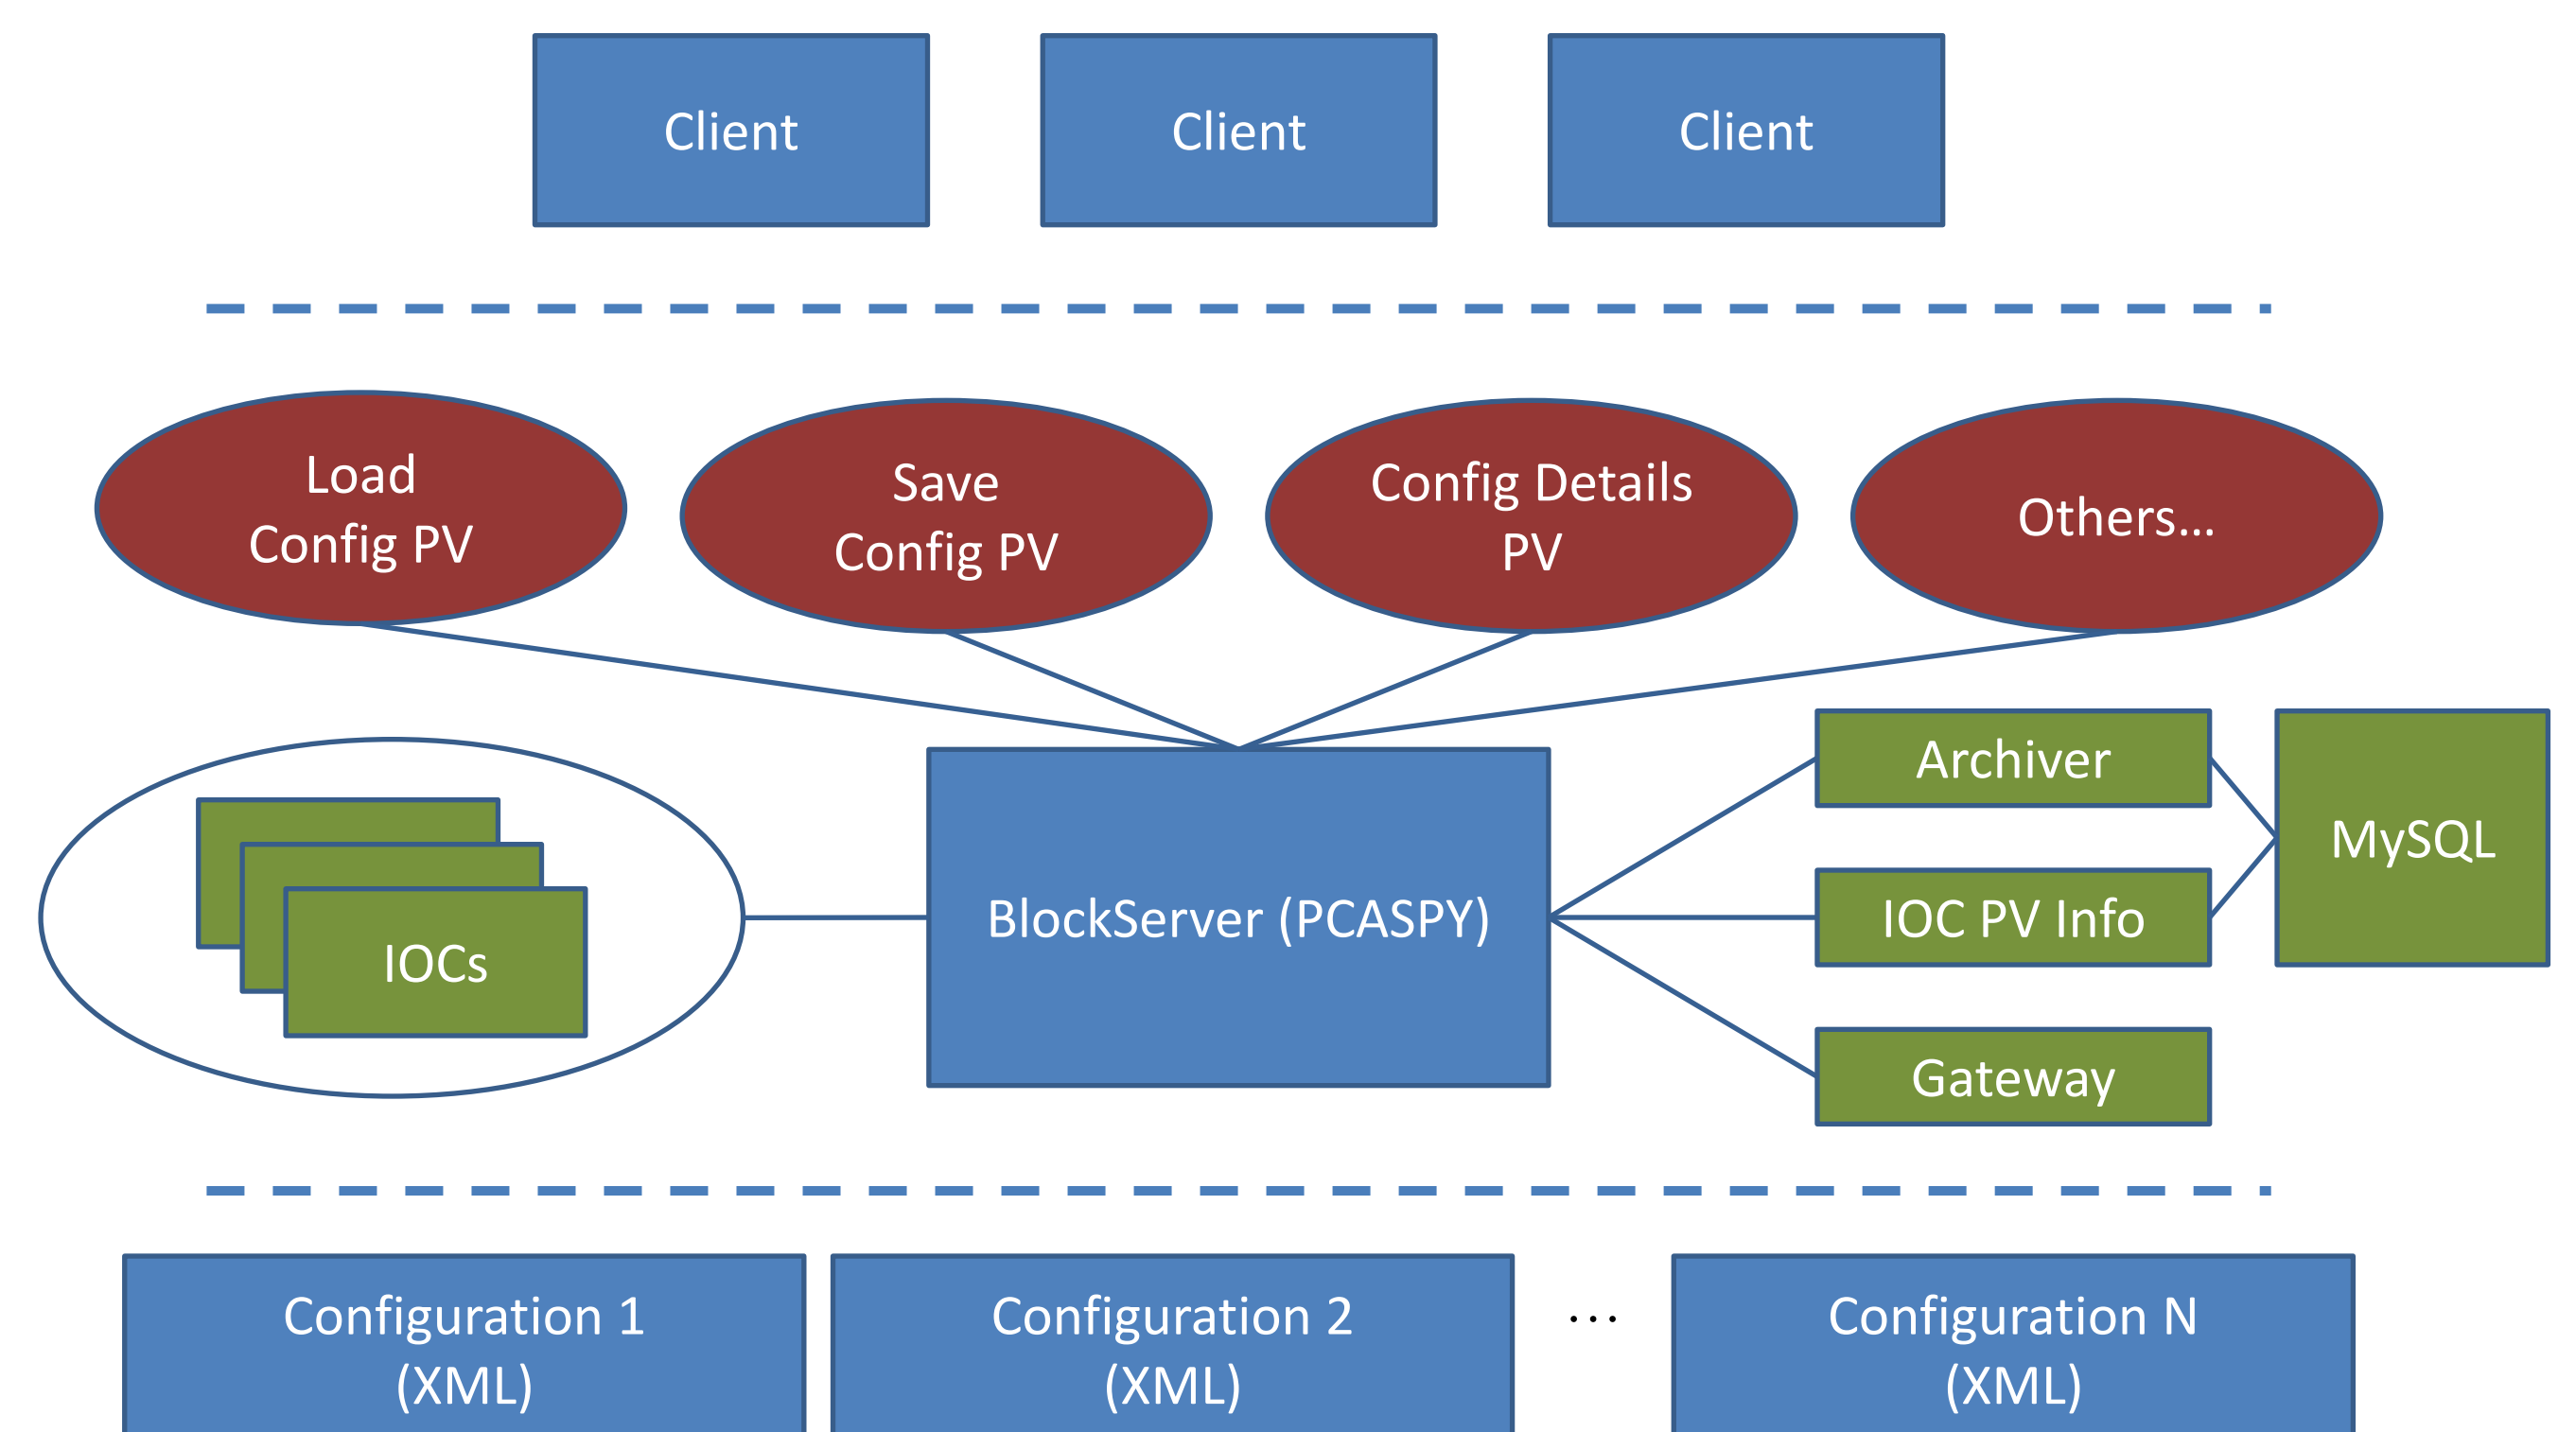 Client
Client
Client
Load
Config PV
Save
Config PV
Config Details
PV
Others...
IOCs
BlockServer (PCASPY)
Archiver
IOC PV Info
Gateway
MySQL
Configuration 1
(XML)
Configuration 2
(XML)
...
Configuration N
(XML)